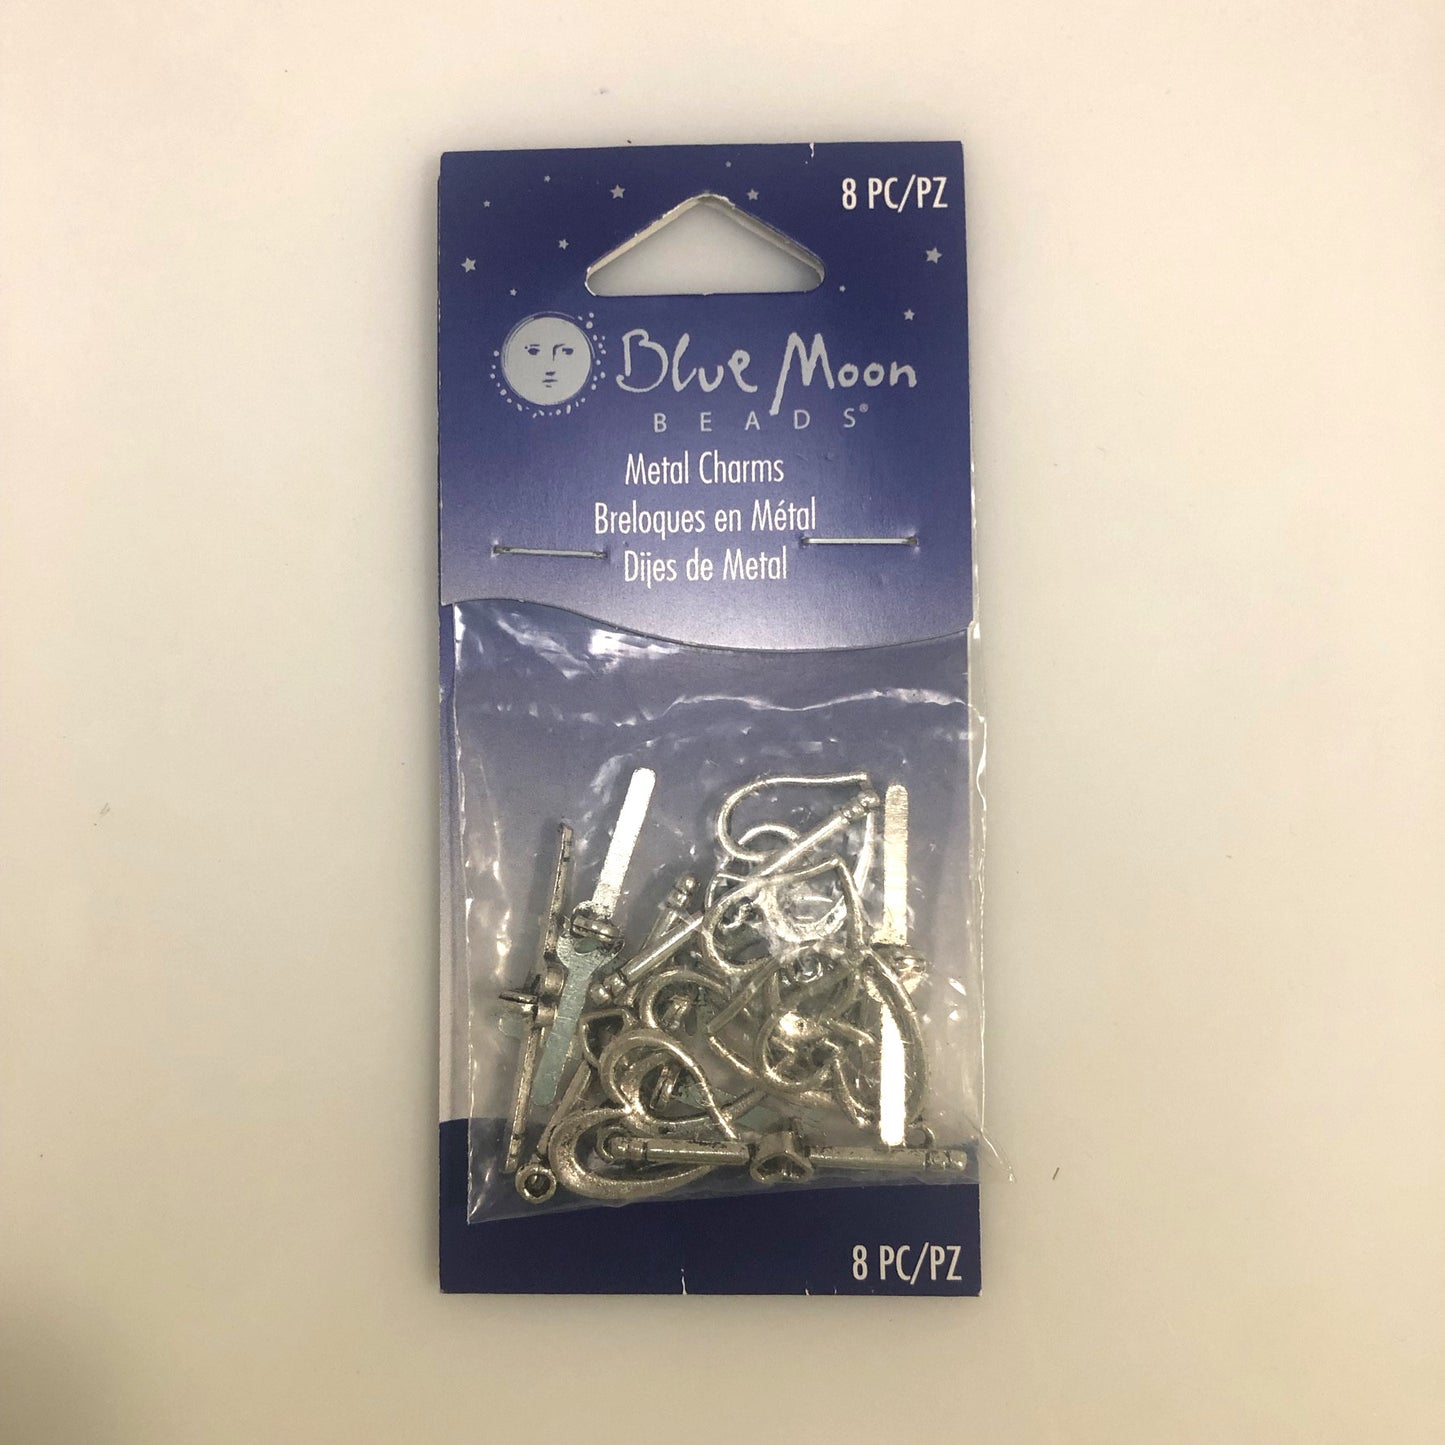 8 PC/PZ
Blue Moon
BEADS®
Metal Charms
Breloques en Métal
Dijes de Metal
8 PC/PZ